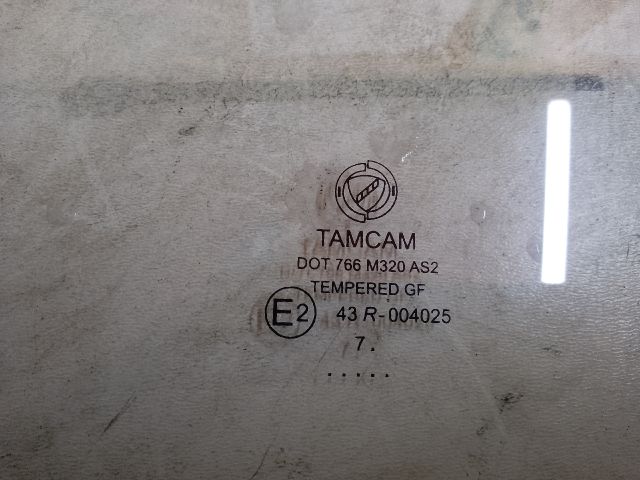 TAMCAM
DOT 766 M320 AS2
TEMPERED GF
E2 43 R-004025
7.
.....